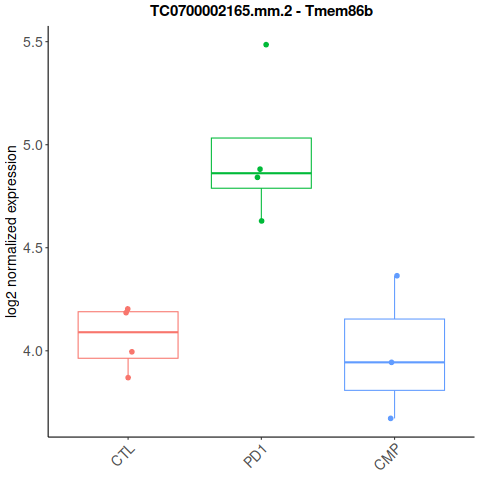 TC0700002165.mm.2 - Tmem86b
log2 normalized expression
5.5
5.0
4.5
4.0
CTL
PD1
CMP